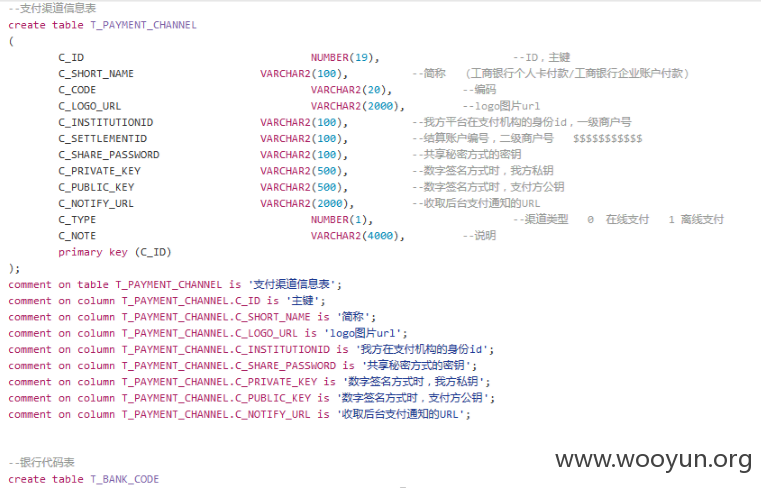 --支付渠道信息表
create table T_PAYMENT_CHANNEL
(
C_ID NUMBER(19), --ID，主键
C_SHORT_NAME VARCHAR2(100), --简称 （工商银行个人卡付款/工商银行企业账户付款）
C_CODE VARCHAR2(20), --编码
C_LOGO_URL VARCHAR2(2000), --logo图片url
C_INSTITUTIONID VARCHAR2(100), --我方平台在支付机构的身份id，一级商户号
C_SETTLEMENTID VARCHAR2(100), --结算账户编号，二级商户号 $$$$$$$$$$$
C_SHARE_PASSWORD VARCHAR2(100), --共享秘密方式的密钥
C_PRIVATE_KEY VARCHAR2(500), --数字签名方式时，我方私钥
C_PUBLIC_KEY VARCHAR2(500), --数字签名方式时，支付方公钥
C_NOTIFY_URL VARCHAR2(2000), --收取后台支付通知的URL
C_TYPE NUMBER(1), --渠道类型 0 在线支付 1 离线支付
C_NOTE VARCHAR2(4000), --说明
primary key (C_ID)
);
comment on table T_PAYMENT_CHANNEL is '支付渠道信息表';
comment on column T_PAYMENT_CHANNEL.C_ID is '主键';
comment on column T_PAYMENT_CHANNEL.C_SHORT_NAME is '简称';
comment on column T_PAYMENT_CHANNEL.C_LOGO_URL is 'logo图片url';
comment on column T_PAYMENT_CHANNEL.C_INSTITUTIONID is '我方在支付机构的身份id';
comment on column T_PAYMENT_CHANNEL.C_SHARE_PASSWORD is '共享秘密方式的密钥';
comment on column T_PAYMENT_CHANNEL.C_PRIVATE_KEY is '数字签名方式时，我方私钥';
comment on column T_PAYMENT_CHANNEL.C_PUBLIC_KEY is '数字签名方式时，支付方公钥';
comment on column T_PAYMENT_CHANNEL.C_NOTIFY_URL is '收取后台支付通知的URL';
--银行代码表
create table T_BANK_CODE
www.wooyun.org